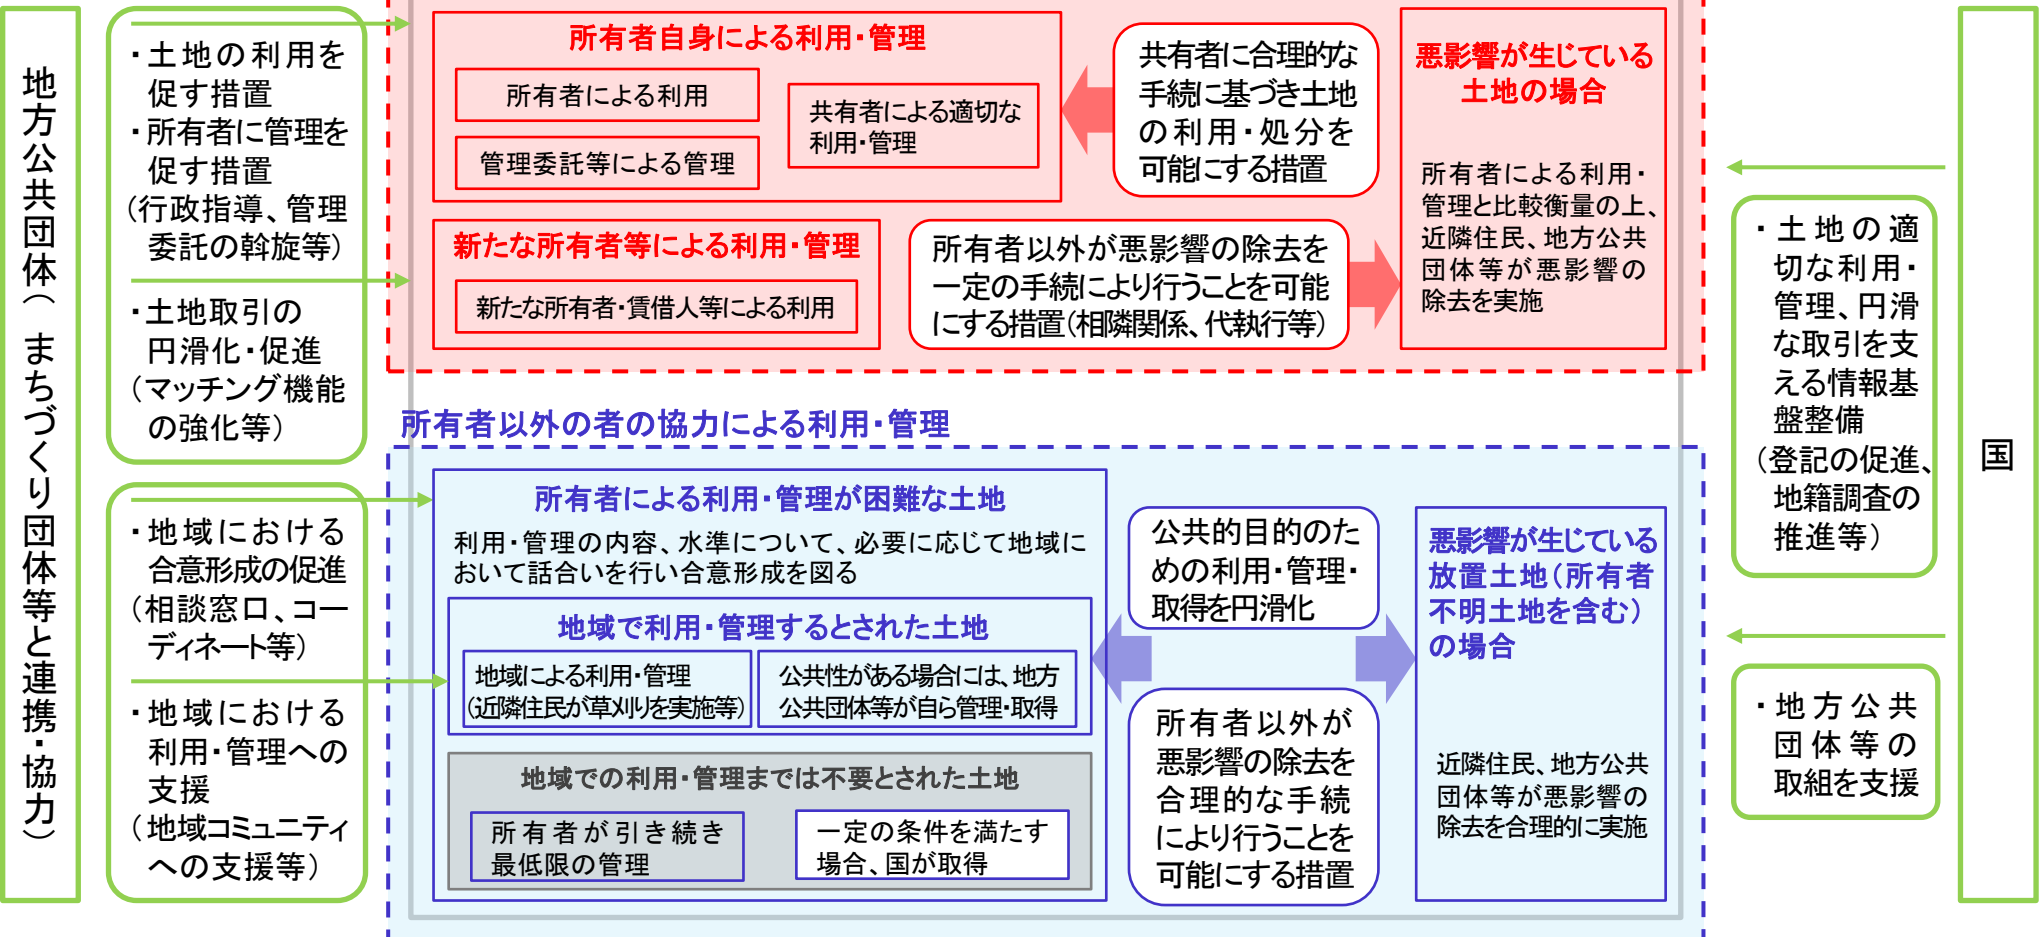 地方公共団体（まちづくり団体等と連携・協力）
・土地の利用を
促す措置
・所有者に管理を
促す措置
（行政指導、管理
委託の斡旋等）
・土地取引の
円滑化・促進
（マッチング機能
の強化等）
・地域における
合意形成の促進
（相談窓口、コー
ディネート等）
・地域における
利用・管理への
支援
（地域コミュニティ
への支援等）
所有者自身による利用・管理
所有者による利用
管理委託等による管理
共有者による適切な
利用・管理
共有者に合理的な
手続に基づき土地
の利用・処分を
可能にする措置
新たな所有者等による利用・管理
新たな所有者・賃借人等による利用
所有者以外が悪影響の除去を
一定の手続により行うことを可能
にする措置（相隣関係、代執行等）
悪影響が生じている
土地の場合
所有者による利用・
管理と比較衡量の上、
近隣住民、地方公共
団体等が悪影響の
除去を実施
所有者以外の者の協力による利用・管理
所有者による利用・管理が困難な土地
利用・管理の内容、水準について、必要に応じて地域に
おいて話合いを行い合意形成を図る
地域で利用・管理するとされた土地
地域による利用・管理
（近隣住民が草刈りを実施等）
公共性がある場合には、地方
公共団体等が自ら管理・取得
地域での利用・管理までは不要とされた土地
所有者が引き続き
最低限の管理
一定の条件を満たす
場合、国が取得
公共的目的のた
めの利用・管理・
取得を円滑化
所有者以外が
悪影響の除去を
合理的な手続
により行うことを
可能にする措置
悪影響が生じている
放置土地（所有者
不明土地を含む）
の場合
近隣住民、地方公共
団体等が悪影響の
除去を合理的に実施
・土地の適
切な利用・
管理、円滑
な取引を支
える情報基
盤整備
（登記の促進、
地籍調査の
推進等）
・地方公共
団体等の
取組を支援
国